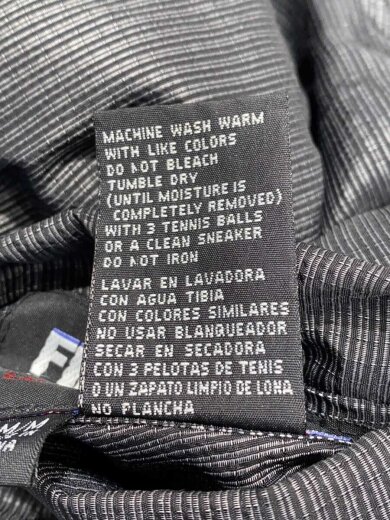 MACHINE WASH WARM
WITH LIKE COLORS
DO NOT BLEACH
TUMBLE DRY
(UNTIL MOISTURE IS
COMPLETELY REMOVED)
WITH 3 TENNIS BALLS
OR A CLEAN SNEAKER
DO NOT IRON
LAVAR EN LAVADORA
CON AGUA TIBIA
CON COLORES SIMILARES
NO USAR BLANQUEADOR
SECAR EN SECADORA
CON 3 PELOTAS DE TENIS
O UN ZAPATO LIMPIO DE LONA
NO PLANCHA
M/M